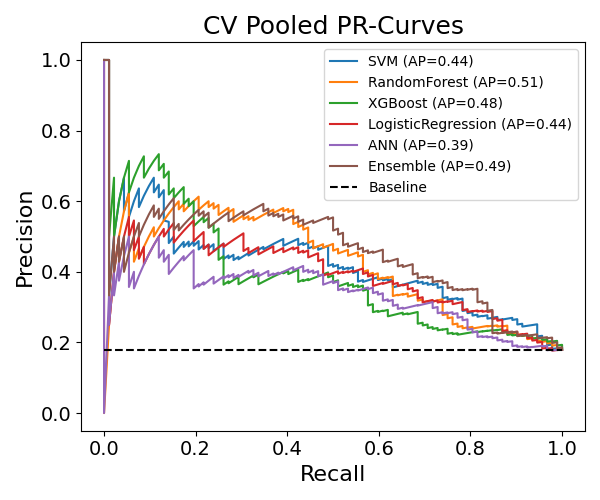 CV Pooled PR-Curves
SVM (AP=0.44)
RandomForest (AP=0.51)
XGBoost (AP=0.48)
LogisticRegression (AP=0.44)
ANN (AP=0.39)
Ensemble (AP=0.49)
Baseline
Precision
1.0
0.8
0.6
0.4
0.2
0.0
0.0 0.2 0.4 0.6 0.8 1.0
Recall